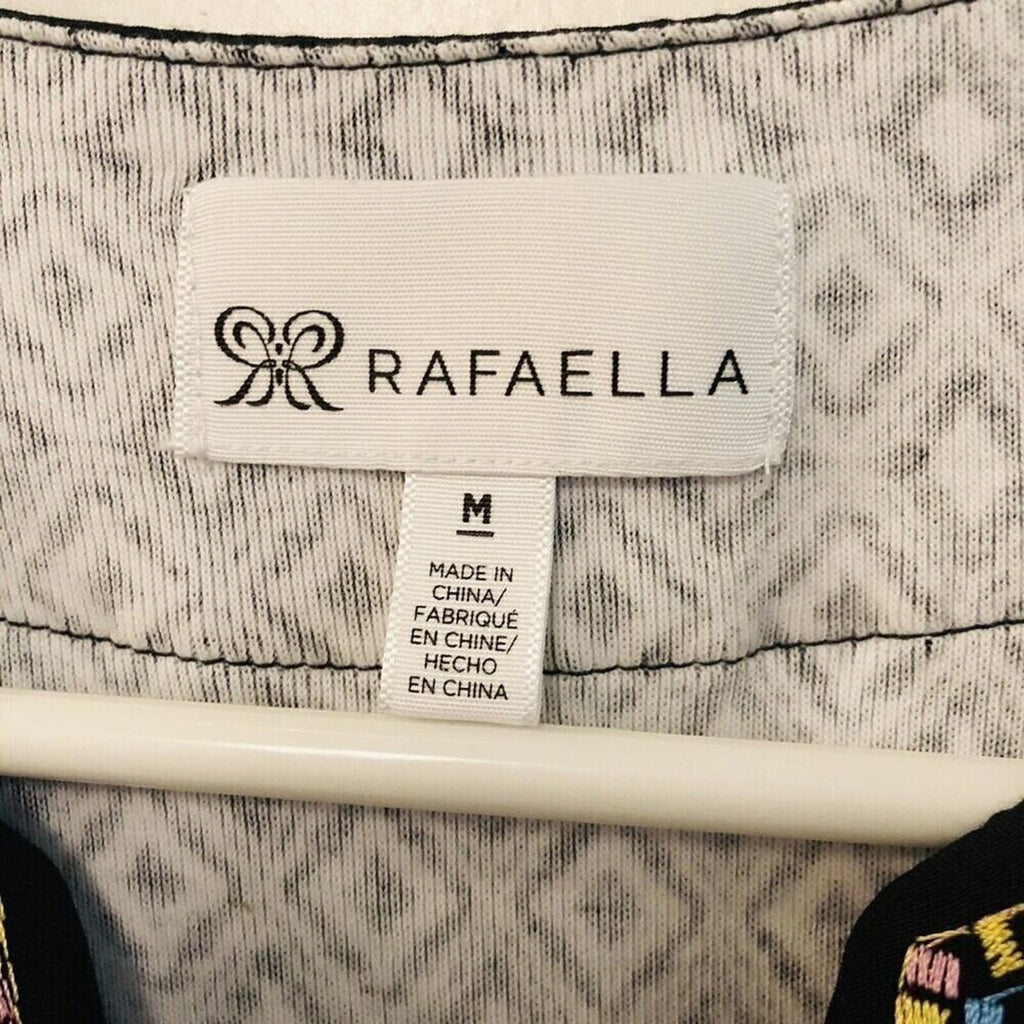 RAFAELLA
M
MADE IN
CHINA/
FABRIQUÉ
EN CHINE/
HECHO
EN CHINA